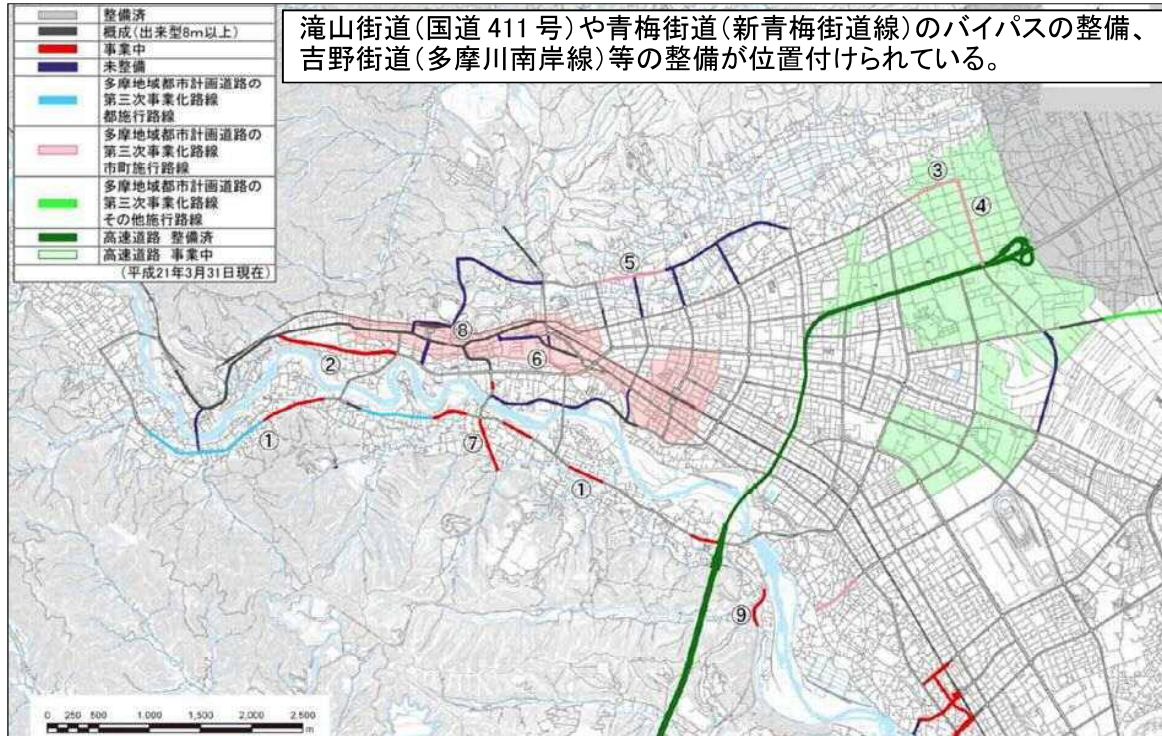 滝山街道(国道411号)や青梅街道(新青梅街道線)のバイパスの整備、
吉野街道(多摩川南岸線)等の整備が位置付けられている。
整備済
概成(出来型8m以上)
事業中
未整備
多摩地域都市計画道路の
第三次事業化路線
都施行路線
多摩地域都市計画道路の
第三次事業化路線
市町施行路線
多摩地域都市計画道路の
第三次事業化路線
その他施行路線
高速道路 整備済
高速道路 事業中
(平成21年3月31日現在)
③
④
⑤
⑧
⑥
②
①
⑦
①
⑨
0 250 500 1,000 1,500 2,000 2,500
m